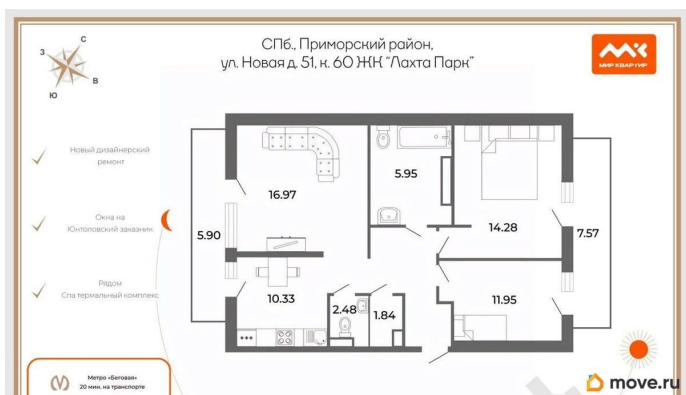 С
З
В
Ю
СПб., Приморский район,
ул. Новая д. 51, к. 60 ЖК "Лахта Парк"
МИР КВАРТИР
Новый дизайнерский
ремонт
Окна на
Юнтоловский заказник
Рядом
Спа термальный комплекс
5.90
16.97
5.95
14.28
7.57
10.33
2.48
1.84
11.95
Метро «Беговая»
20 мин. на транспорте
move.ru